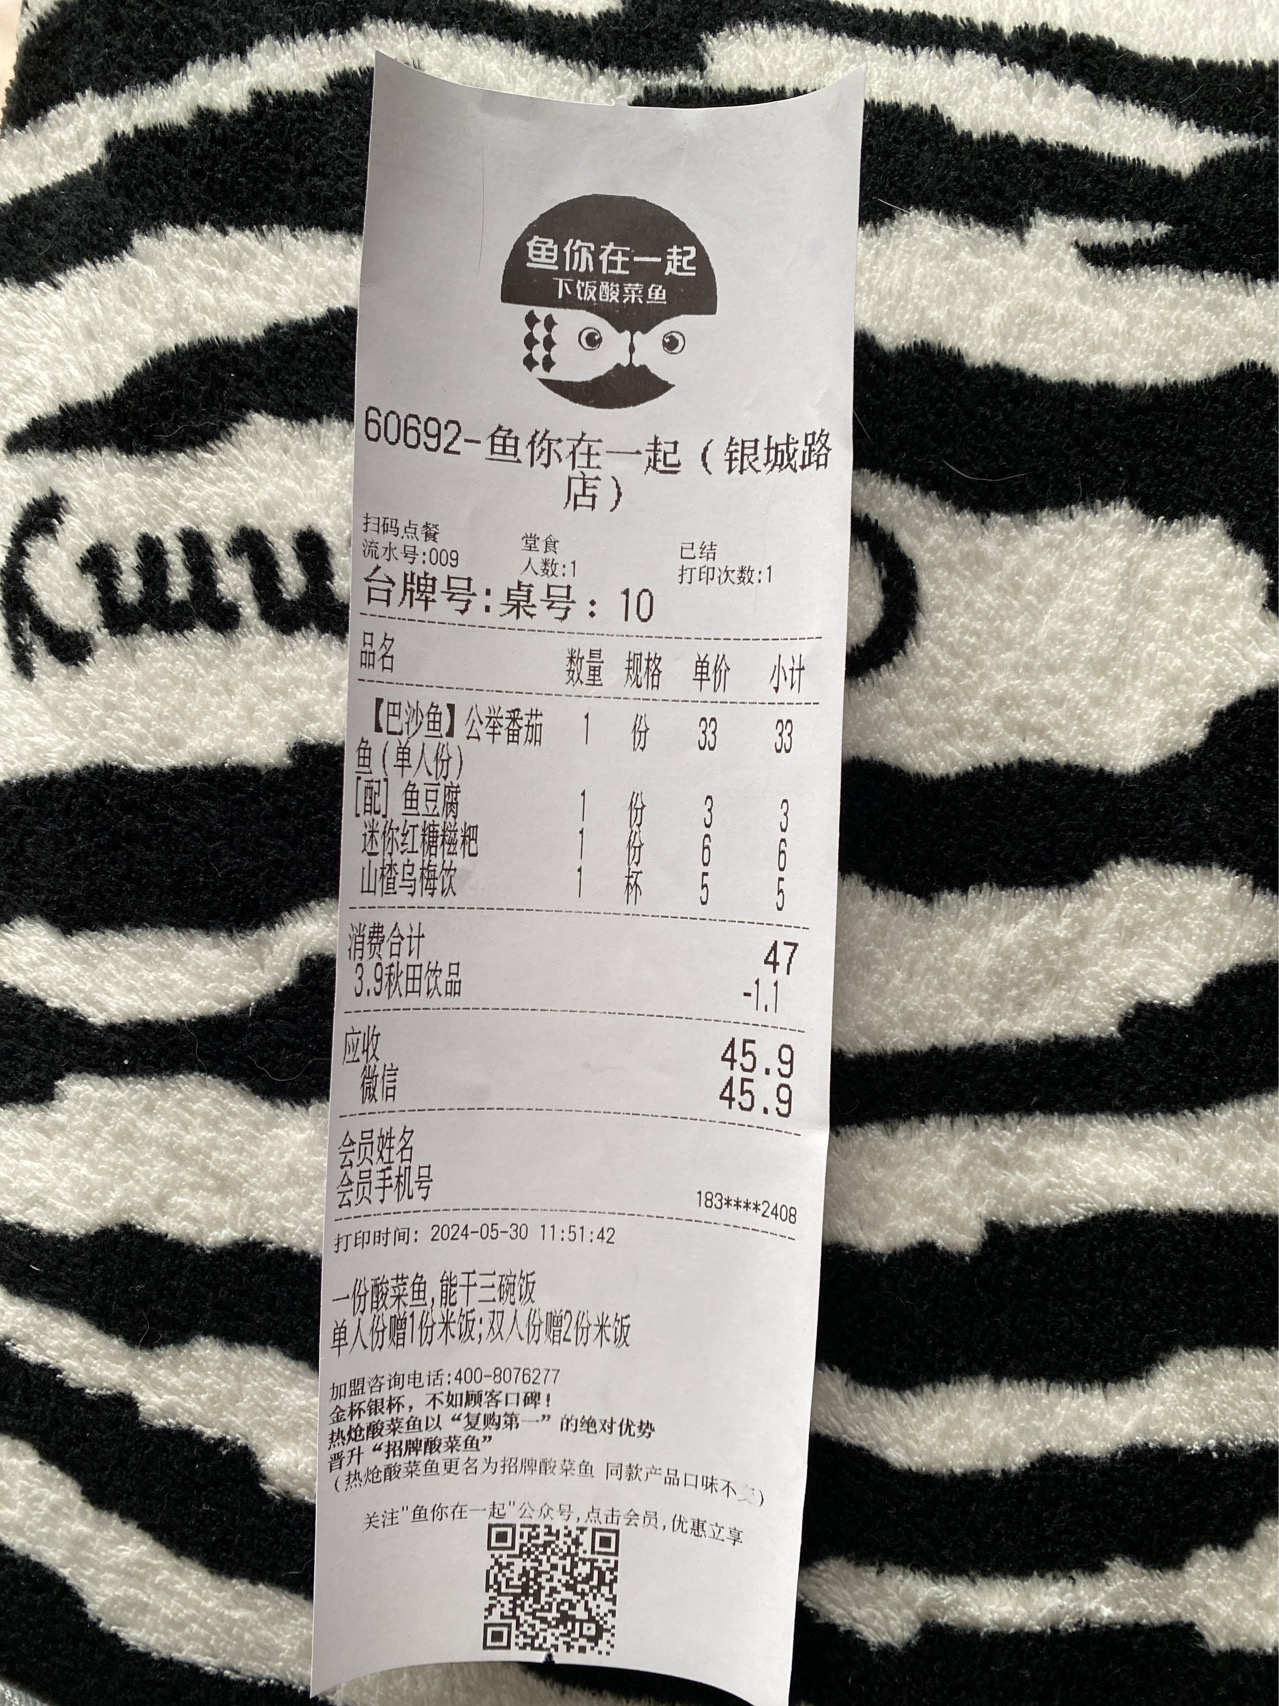 鱼你在一起
下饭酸菜鱼
60692-鱼你在一起（银城路
店）
扫码点餐 堂食 已结
流水号:009 人数:1 打印次数:1
台牌号:桌号：10
品名 数量 规格 单价 小计
【巴沙鱼】公举番茄 1 份 33 33
鱼(单人份)
[配] 鱼豆腐 1 份 3 3
迷你红糖糍粑 1 份 6 6
山楂乌梅饮 1 杯 5 5
消费合计 47
3.9秋田饮品 -1.1
应收 45.9
微信 45.9
会员姓名
会员手机号 183****2408
打印时间: 2024-05-30 11:51:42
一份酸菜鱼,能干三碗饭
单人份赠1份米饭;双人份赠2份米饭
加盟咨询电话:400-8076277
金杯银杯，不如顾客口碑！
热炝酸菜鱼以“复购第一”的绝对优势
晋升“招牌酸菜鱼”
（热炝酸菜鱼更名为招牌酸菜鱼 同款产品口味不）
关注"鱼你在一起"公众号,点击会员,优惠立享